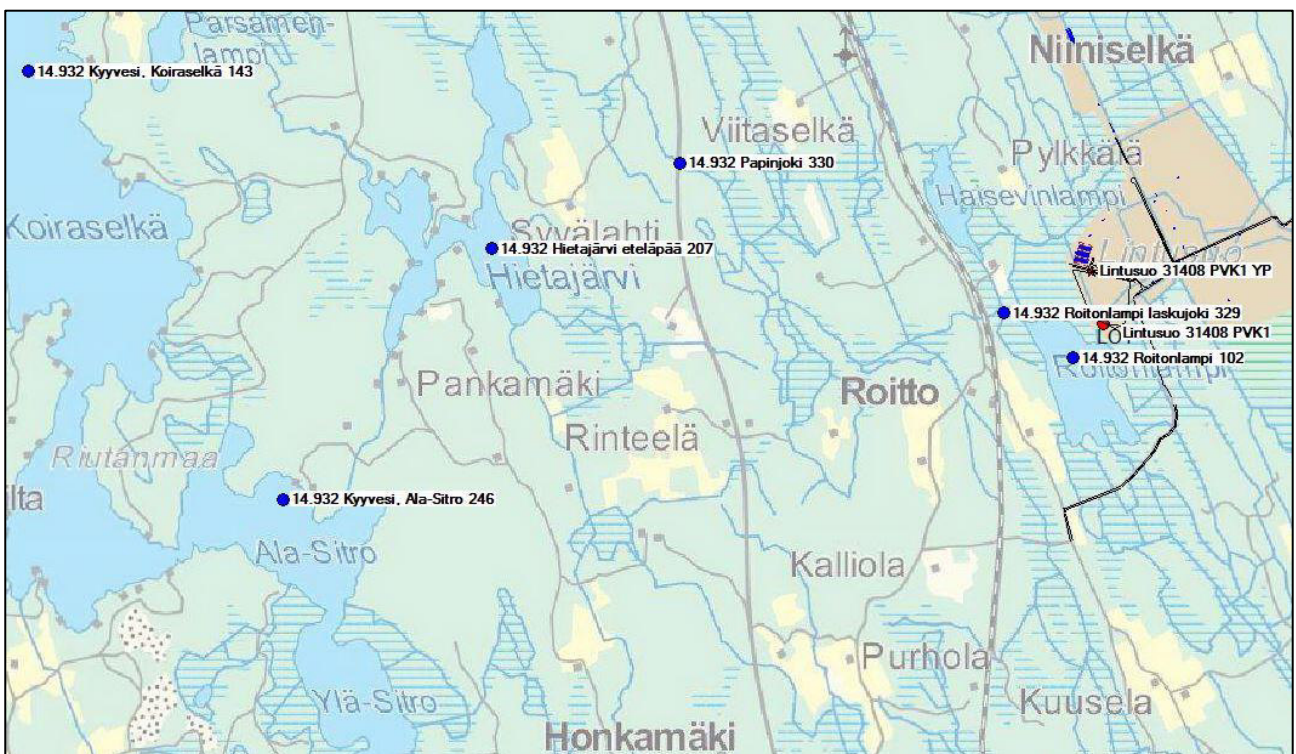 Parsamen-
lampi
Niiniselkä
14.932 Kyyvesi, Koiraselkä 143
Viitaselkä
Pylkkälä
14.932 Papinjoki 330
Haisevinlampi
Koiraselkä
Syvälahti
14.932 Hietajärvi eteläpää 207
Lintusuo
Hietajärvi
Lintusuo 31408 PVK1 YP
14.932 Roitonlampi laskujoki 329
Lintusuo 31408 PVK1
14.932 Roitonlampi 102
Roitonlampi
Pankamäki
Roitto
Rinteelä
Riutanmaa
ilta
14.932 Kyyvesi, Ala-Sitro 246
Ala-Sitro
Kalliola
Purhola
Ylä-Sitro
Kuusela
Honkamäki